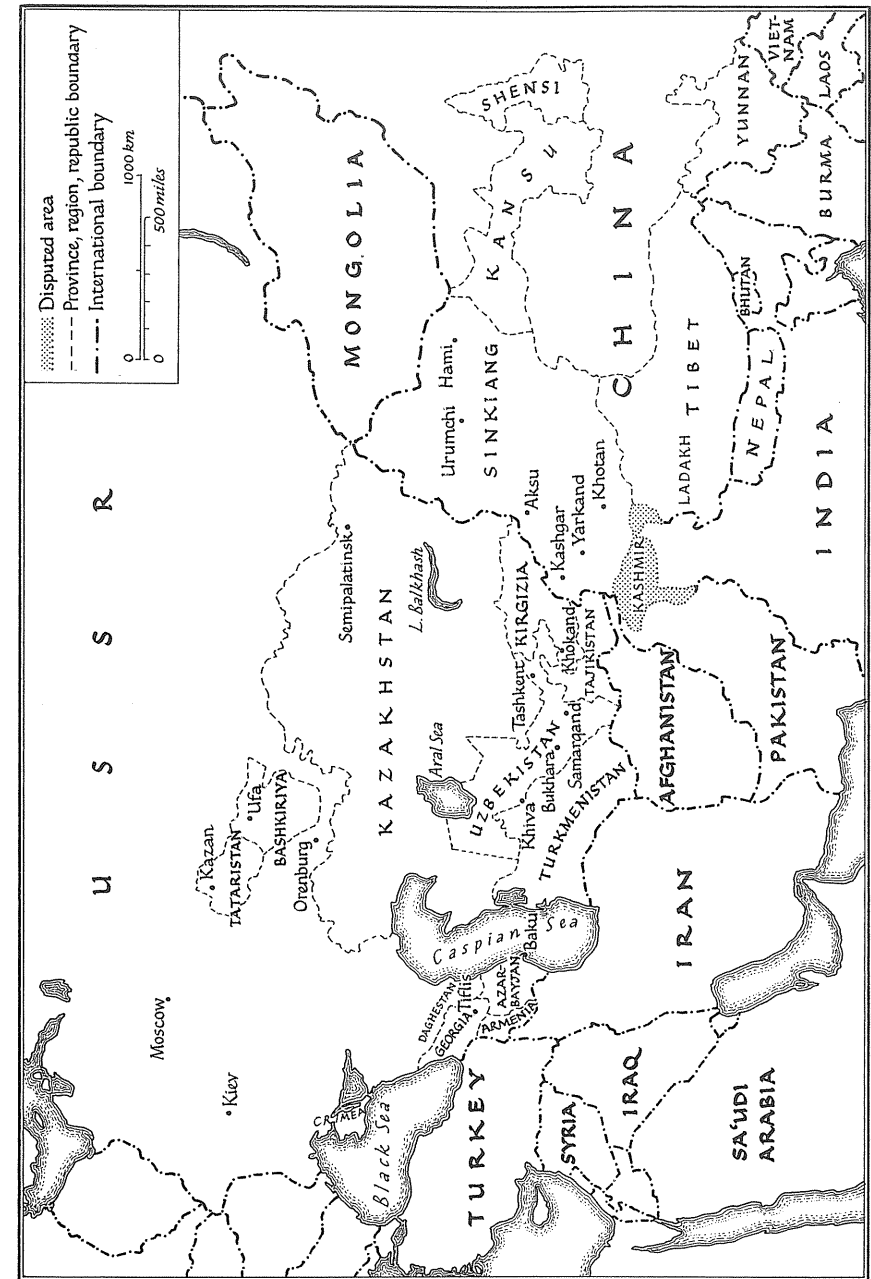 Disputed area
Province, region, republic boundary
International boundary
0 1000 km
0 500 miles
U S S R
Moscow
Kiev
Kazan
TATARISTAN
Ufa
BASHKIRIYA
Orenburg
Semipalatinsk
MONGOLIA
KAZAKHSTAN
L. Balkhash
Aral Sea
CRIMEA
Black Sea
Caspian Sea
DAGHESTAN
GEORGIA
Tiflis
AZAR-
BAYJAN
ARMENIA
Baku
UZBEKISTAN
Khiva
Bukhara
Samarqand
TURKMENISTAN
Tashkent
KIRGIZIA
Khokand
TAJIKISTAN
Urumchi
Hami
SINKIANG
Aksu
Kashgar
Yarkand
Khotan
KANSU
SHENSI
CHINA
TURKEY
SYRIA
IRAQ
SA‘UDI
ARABIA
IRAN
AFGHANISTAN
PAKISTAN
KASHMIR
LADAKH
TIBET
NEPAL
BHUTAN
INDIA
BURMA
YUNNAN
VIET-
NAM
LAOS